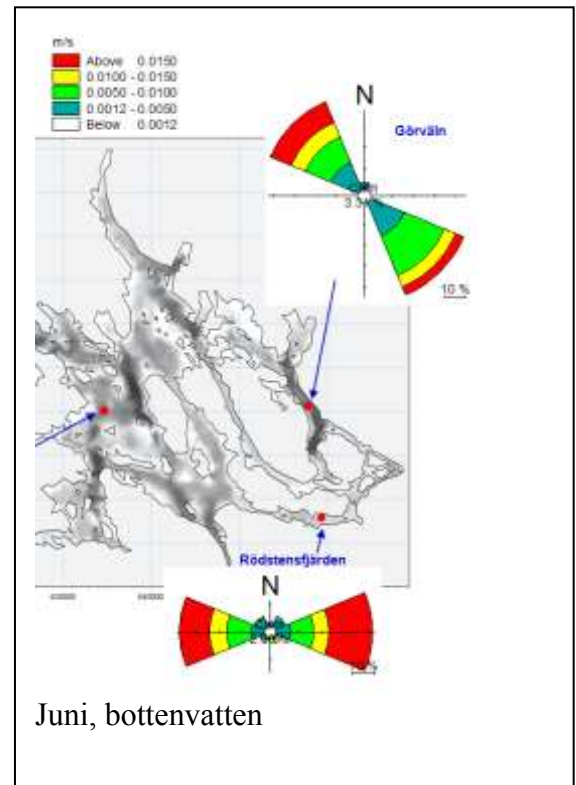 m/s
Above 0.0150
0.0100 - 0.0150
0.0050 - 0.0100
0.0012 - 0.0050
Below 0.0012
N
Görväln
10 %
Rödstensfjärden
N
Juni, bottenvatten